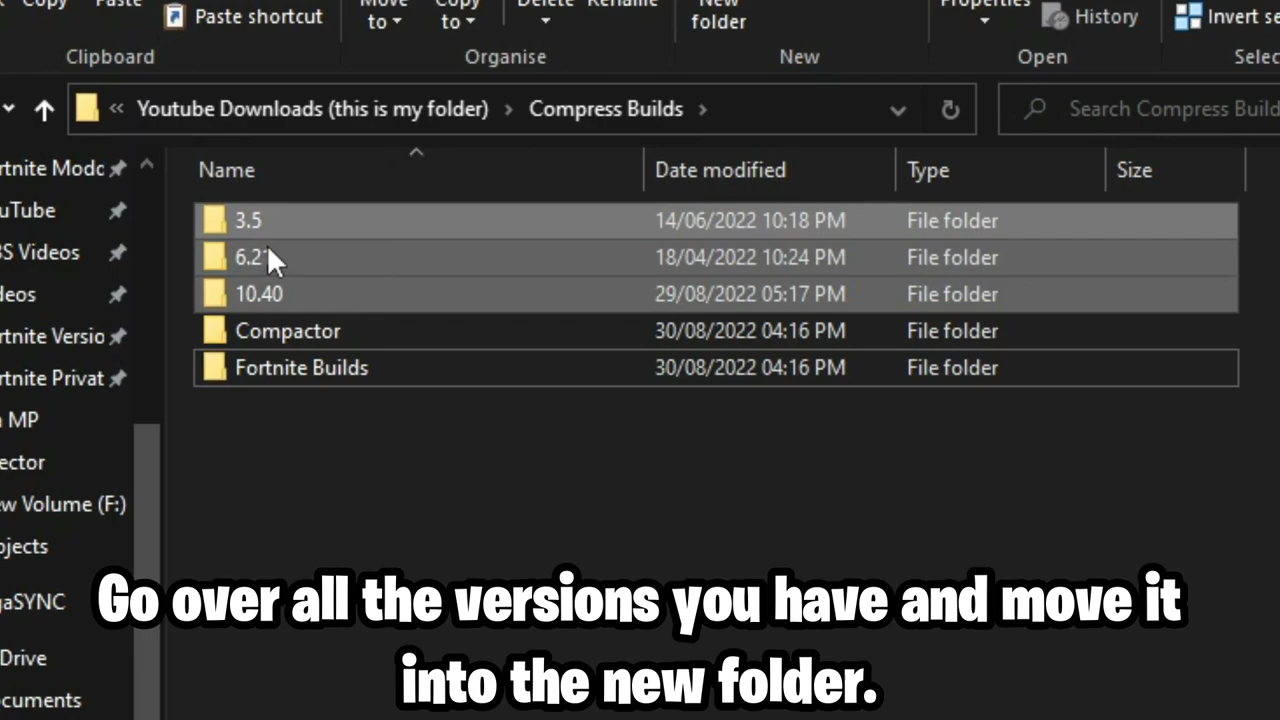 Copy Paste Paste shortcut Move to Copy to Delete Rename New folder Properties History Invert se
Clipboard Organise New Open Selec
« Youtube Downloads (this is my folder) › Compress Builds › Search Compress Build
Name Date modified Type Size
3.5 14/06/2022 10:18 PM File folder
6.21 18/04/2022 10:24 PM File folder
10.40 29/08/2022 05:17 PM File folder
Compactor 30/08/2022 04:16 PM File folder
Fortnite Builds 30/08/2022 04:16 PM File folder
rtnite Modc
uTube
BS Videos
deos
rtnite Versio
rtnite Privat
MP
ector
ew Volume (F:)
ojects
gaSYNC
Drive
cuments
Go over all the versions you have and move it
into the new folder.